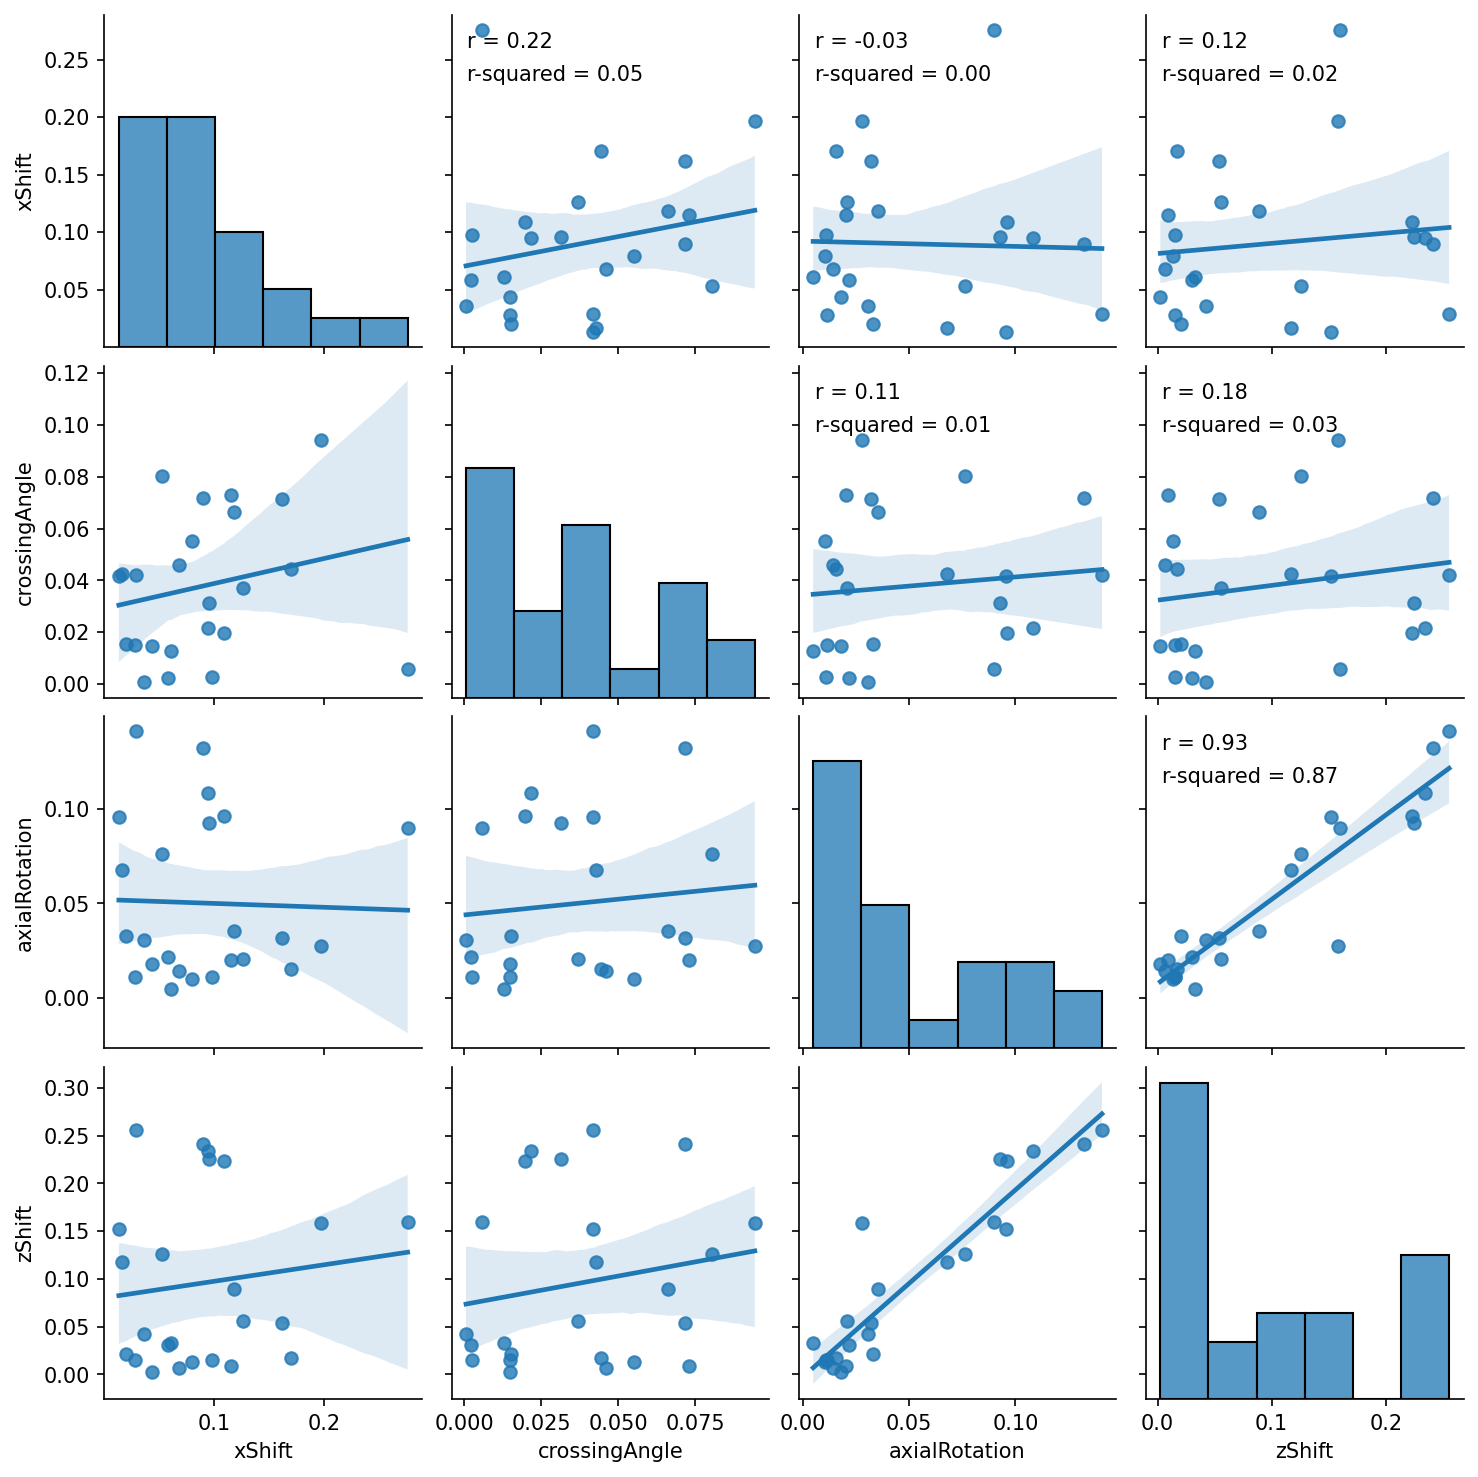 r = 0.22
r-squared = 0.05
r = -0.03
r-squared = 0.00
r = 0.12
r-squared = 0.02
0.25
0.20
0.15
0.10
0.05
xShift
r = 0.11
r-squared = 0.01
r = 0.18
r-squared = 0.03
0.12
0.10
0.08
0.06
0.04
0.02
0.00
crossingAngle
r = 0.93
r-squared = 0.87
0.10
0.05
0.00
axialRotation
0.30
0.25
0.20
0.15
0.10
0.05
0.00
zShift
0.1 0.2
xShift
0.000 0.025 0.050 0.075
crossingAngle
0.00 0.05 0.10
axialRotation
0.0 0.1 0.2
zShift